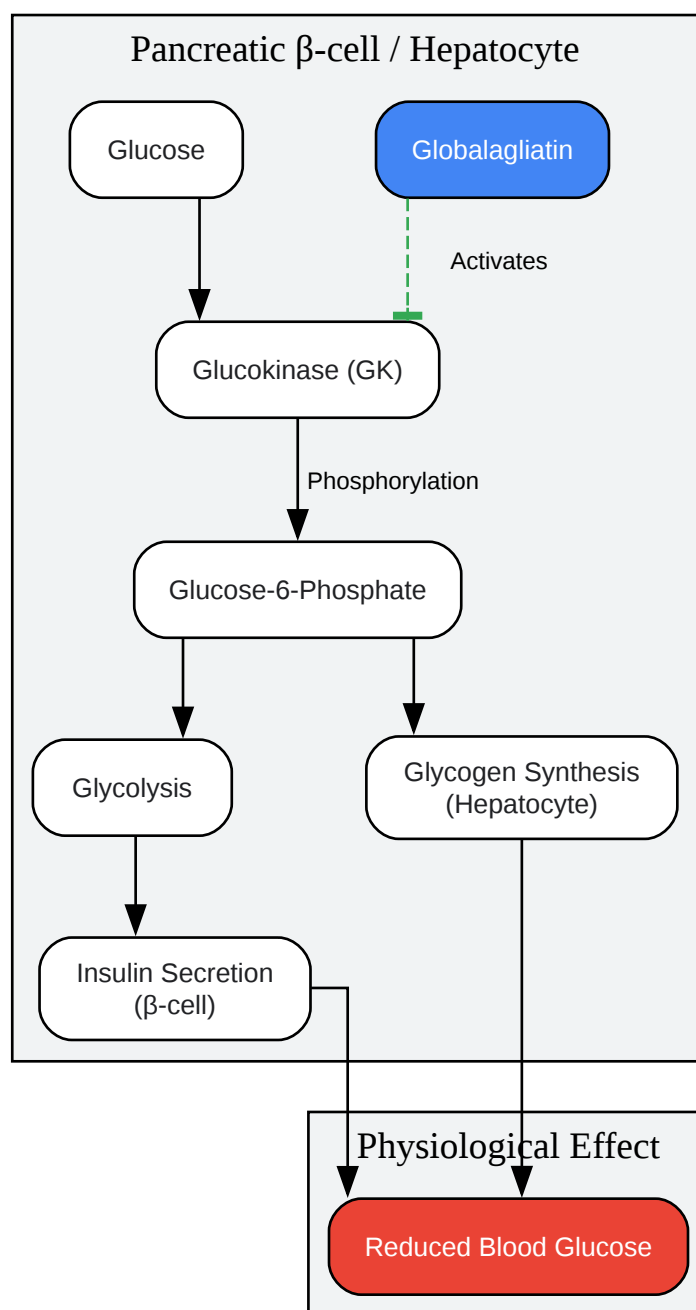 Pancreatic β-cell / Hepatocyte
Glucose
Globalagliatin
Activates
Glucokinase (GK)
Phosphorylation
Glucose-6-Phosphate
Glycolysis
Glycogen Synthesis
(Hepatocyte)
Insulin Secretion
(β-cell)
Physiological Effect
Reduced Blood Glucose